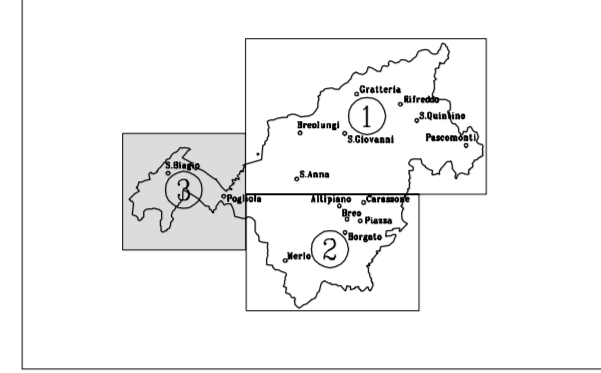 Gratteria
Rifreddo
1
S.Quintino
Breolungi
S.Giovanni
Pascomonti
S.Biagio
S.Anna
3
Pogliola
Altipiano
Carassone
Breo
Piazza
Borgato
2
Merlo